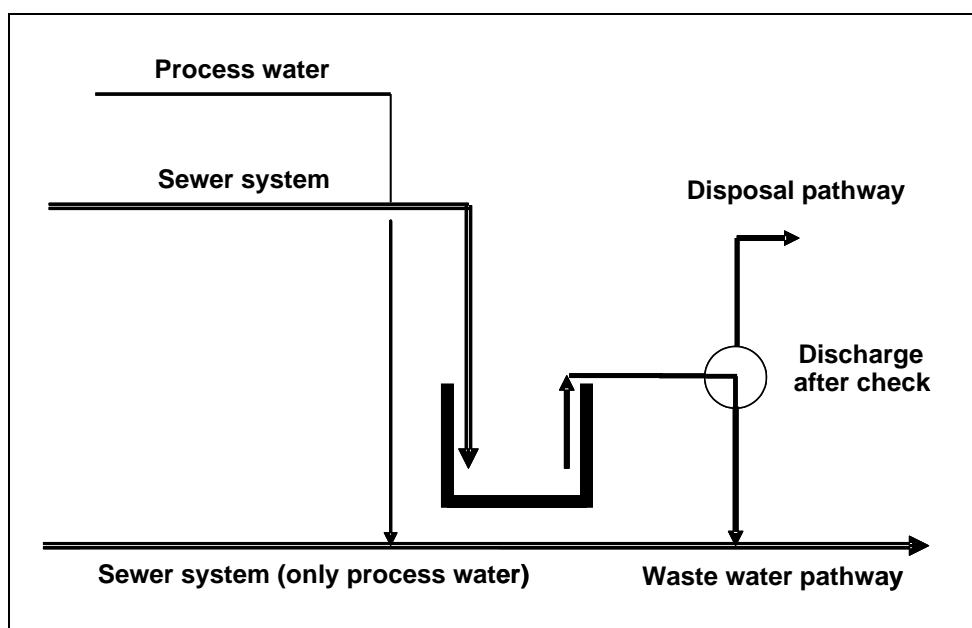 Process water
Sewer system
Disposal pathway
Discharge
after check
Sewer system (only process water)
Waste water pathway